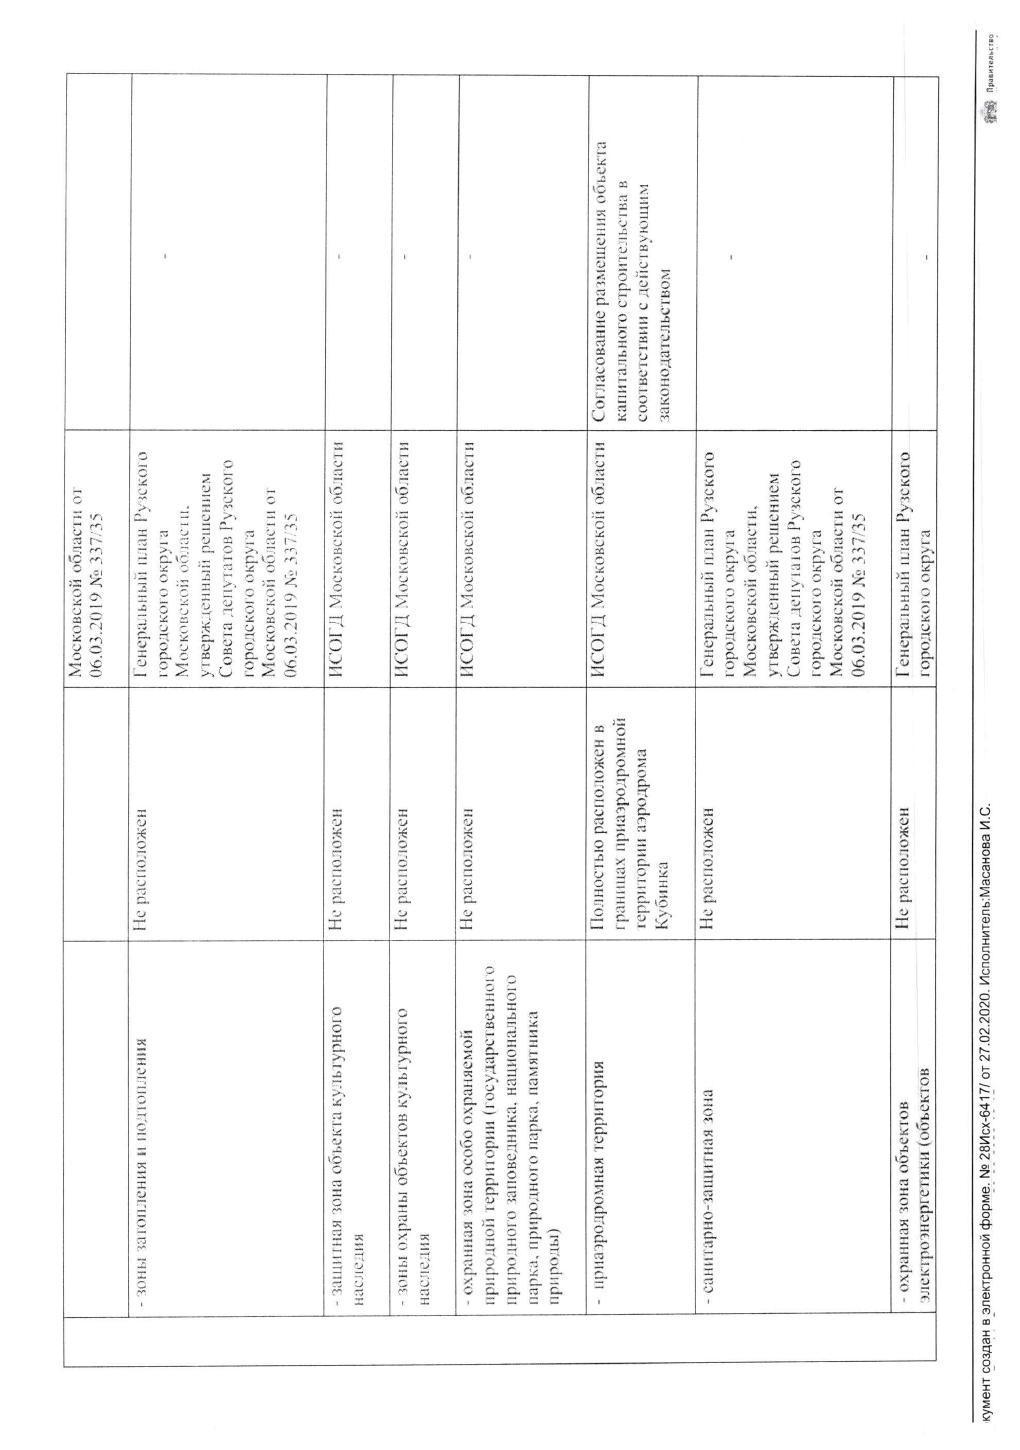 Московской области от
06.03.2019 № 337/35
- зоны затопления и подтопления
Не расположен
Генеральный план Рузского
городского округа
Московской области,
утвержденный решением
Совета депутатов Рузского
городского округа
Московской области от
06.03.2019 № 337/35
-
- защитная зона объекта культурного
наследия
Не расположен
ИСОГД Московской области
-
- зоны охраны объектов культурного
наследия
Не расположен
ИСОГД Московской области
-
- охранная зона особо охраняемой
природной территории (государственного
природного заповедника, национального
парка, природного парка, памятника
природы)
Не расположен
ИСОГД Московской области
-
- приаэродромная территория
Полностью расположен в
границах приаэродромной
территории аэродрома
Кубинка
ИСОГД Московской области
Согласование размещения объекта
капитального строительства в
соответствии с действующим
законодательством
- санитарно-защитная зона
Не расположен
Генеральный план Рузского
городского округа
Московской области,
утвержденный решением
Совета депутатов Рузского
городского округа
Московской области от
06.03.2019 № 337/35
-
- охранная зона объектов
электроэнергетики (объектов
Не расположен
Генеральный план Рузского
городского округа
-
кумент создан в электронной форме. № 28Исх-6417/ от 27.02.2020. Исполнитель:Масанова И.С.
Правительство